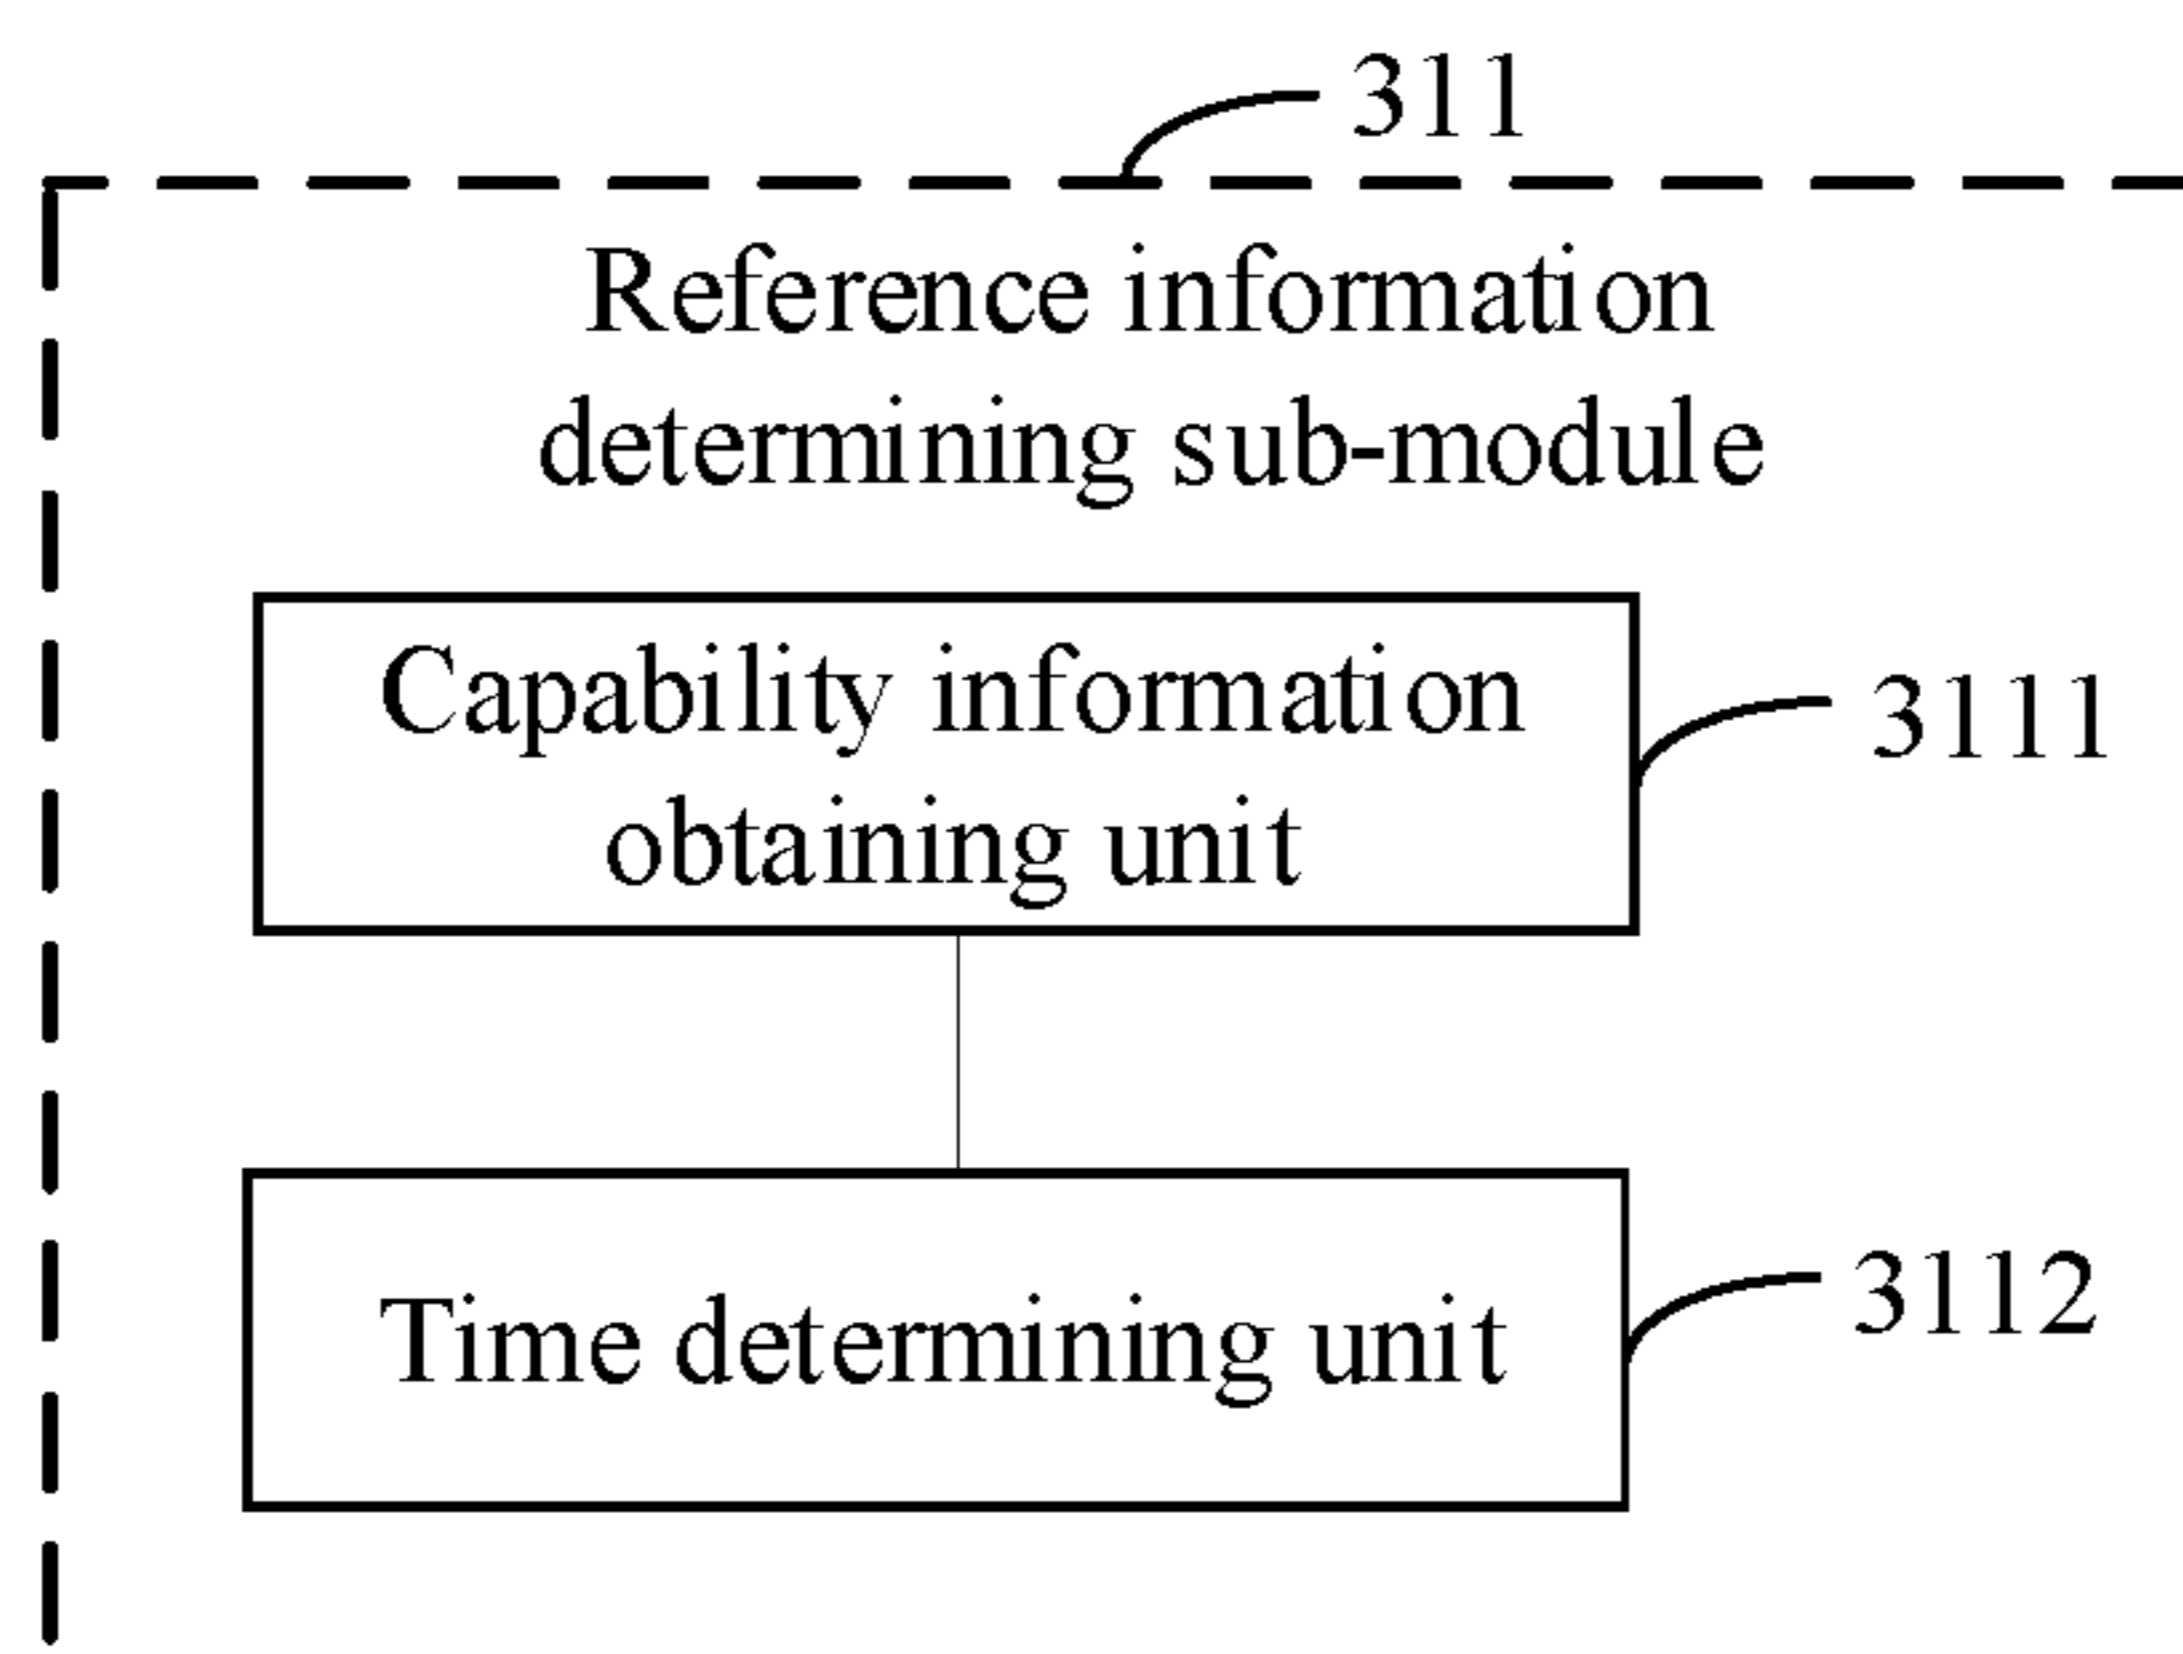 311
Reference information
determining sub-module
Capability information
obtaining unit
3111
Time determining unit
3112